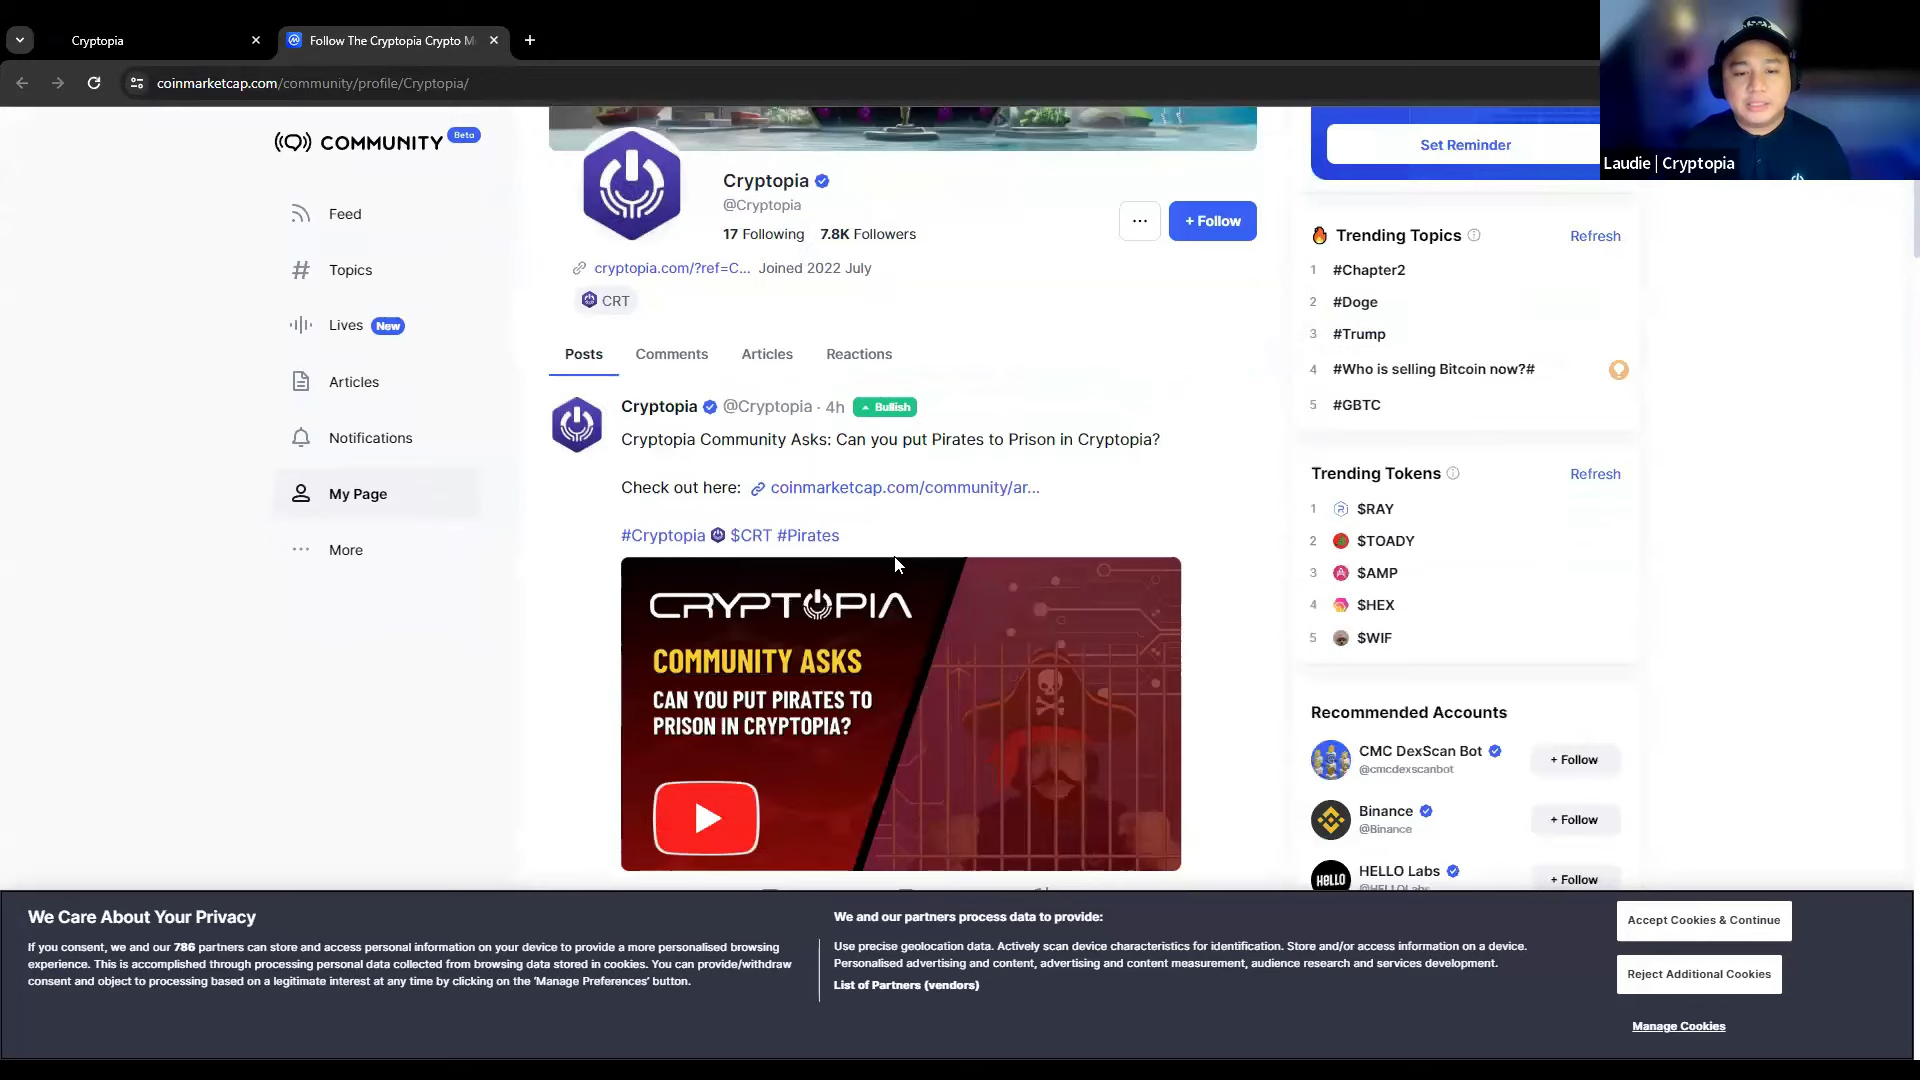 Cryptopia
Follow The Cryptopia Crypto M
coinmarketcap.com/community/profile/Cryptopia/
Laudie | Cryptopia
COMMUNITY Beta
Feed
Topics
Lives New
Articles
Notifications
My Page
More
Cryptopia
@Cryptopia
17 Following 7.8K Followers
+ Follow
cryptopia.com/?ref=C... Joined 2022 July
CRT
Posts Comments Articles Reactions
Cryptopia @Cryptopia · 4h Bullish
Cryptopia Community Asks: Can you put Pirates to Prison in Cryptopia?
Check out here: coinmarketcap.com/community/ar...
#Cryptopia $CRT #Pirates
CRYPTOPIA
COMMUNITY ASKS
CAN YOU PUT PIRATES TO
PRISON IN CRYPTOPIA?
Set Reminder
Trending Topics Refresh
1 #Chapter2
2 #Doge
3 #Trump
4 #Who is selling Bitcoin now?#
5 #GBTC
Trending Tokens Refresh
1 $RAY
2 $TOADY
3 $AMP
4 $HEX
5 $WIF
Recommended Accounts
CMC DexScan Bot
@cmcdexscanbot
+ Follow
Binance
@Binance
+ Follow
HELLO HELLO Labs
@HELLOLabs
+ Follow
We Care About Your Privacy
If you consent, we and our 786 partners can store and access personal information on your device to provide a more personalised browsing
experience. This is accomplished through processing personal data collected from browsing data stored in cookies. You can provide/withdraw
consent and object to processing based on a legitimate interest at any time by clicking on the 'Manage Preferences' button.
We and our partners process data to provide:
Use precise geolocation data. Actively scan device characteristics for identification. Store and/or access information on a device.
Personalised advertising and content, advertising and content measurement, audience research and services development.
List of Partners (vendors)
Accept Cookies & Continue
Reject Additional Cookies
Manage Cookies